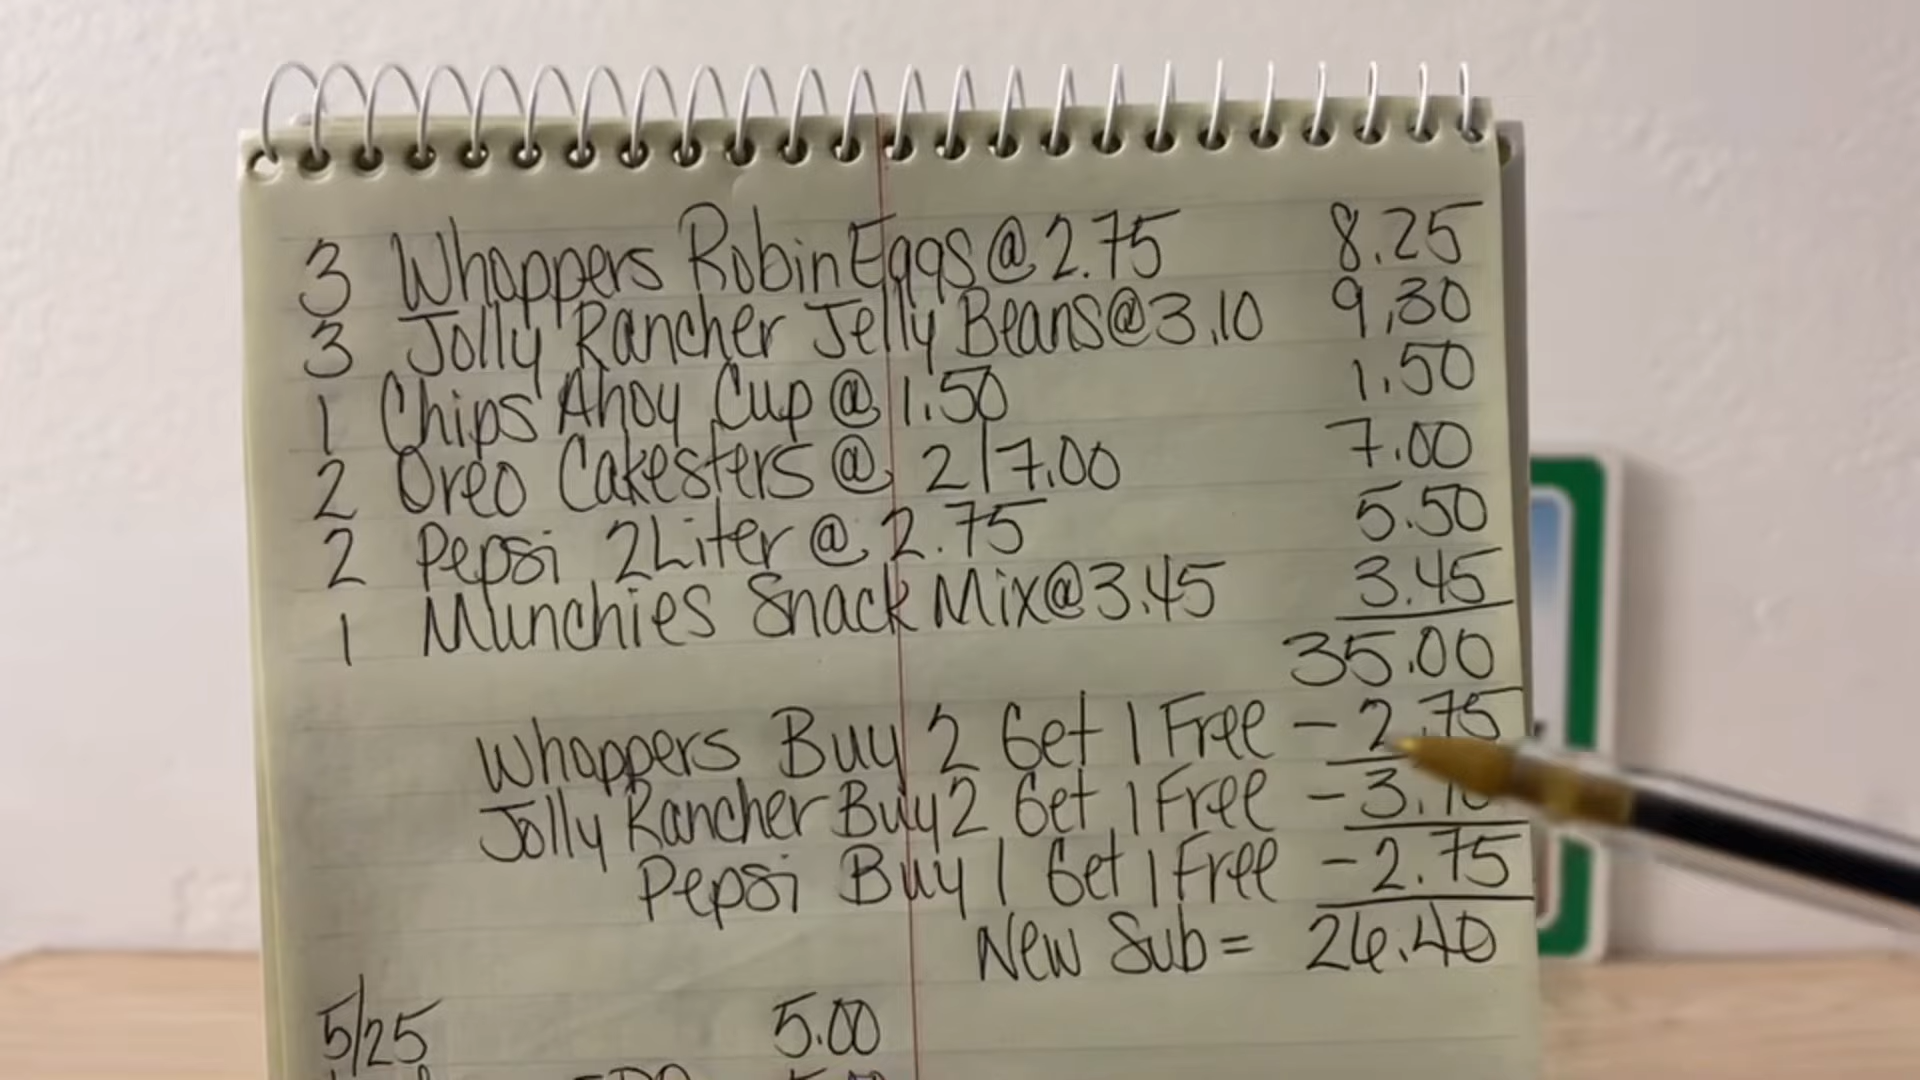 3 Whoppers Robin Eggs @ 2.75 8.25
3 Jolly Rancher Jelly Beans @ 3.10 9.30
1 Chips Ahoy Cup @ 1.50 1.50
2 Oreo Cakesters @ 2/7.00 7.00
2 Pepsi 2Liter @ 2.75 5.50
1 Munchies Snack Mix @ 3.45 3.45
35.00
Whoppers Buy 2 Get 1 Free - 2.75
Jolly Rancher Buy 2 Get 1 Free - 3.10
Pepsi Buy 1 Get 1 Free - 2.75
New Sub = 26.40
5/25 5.00